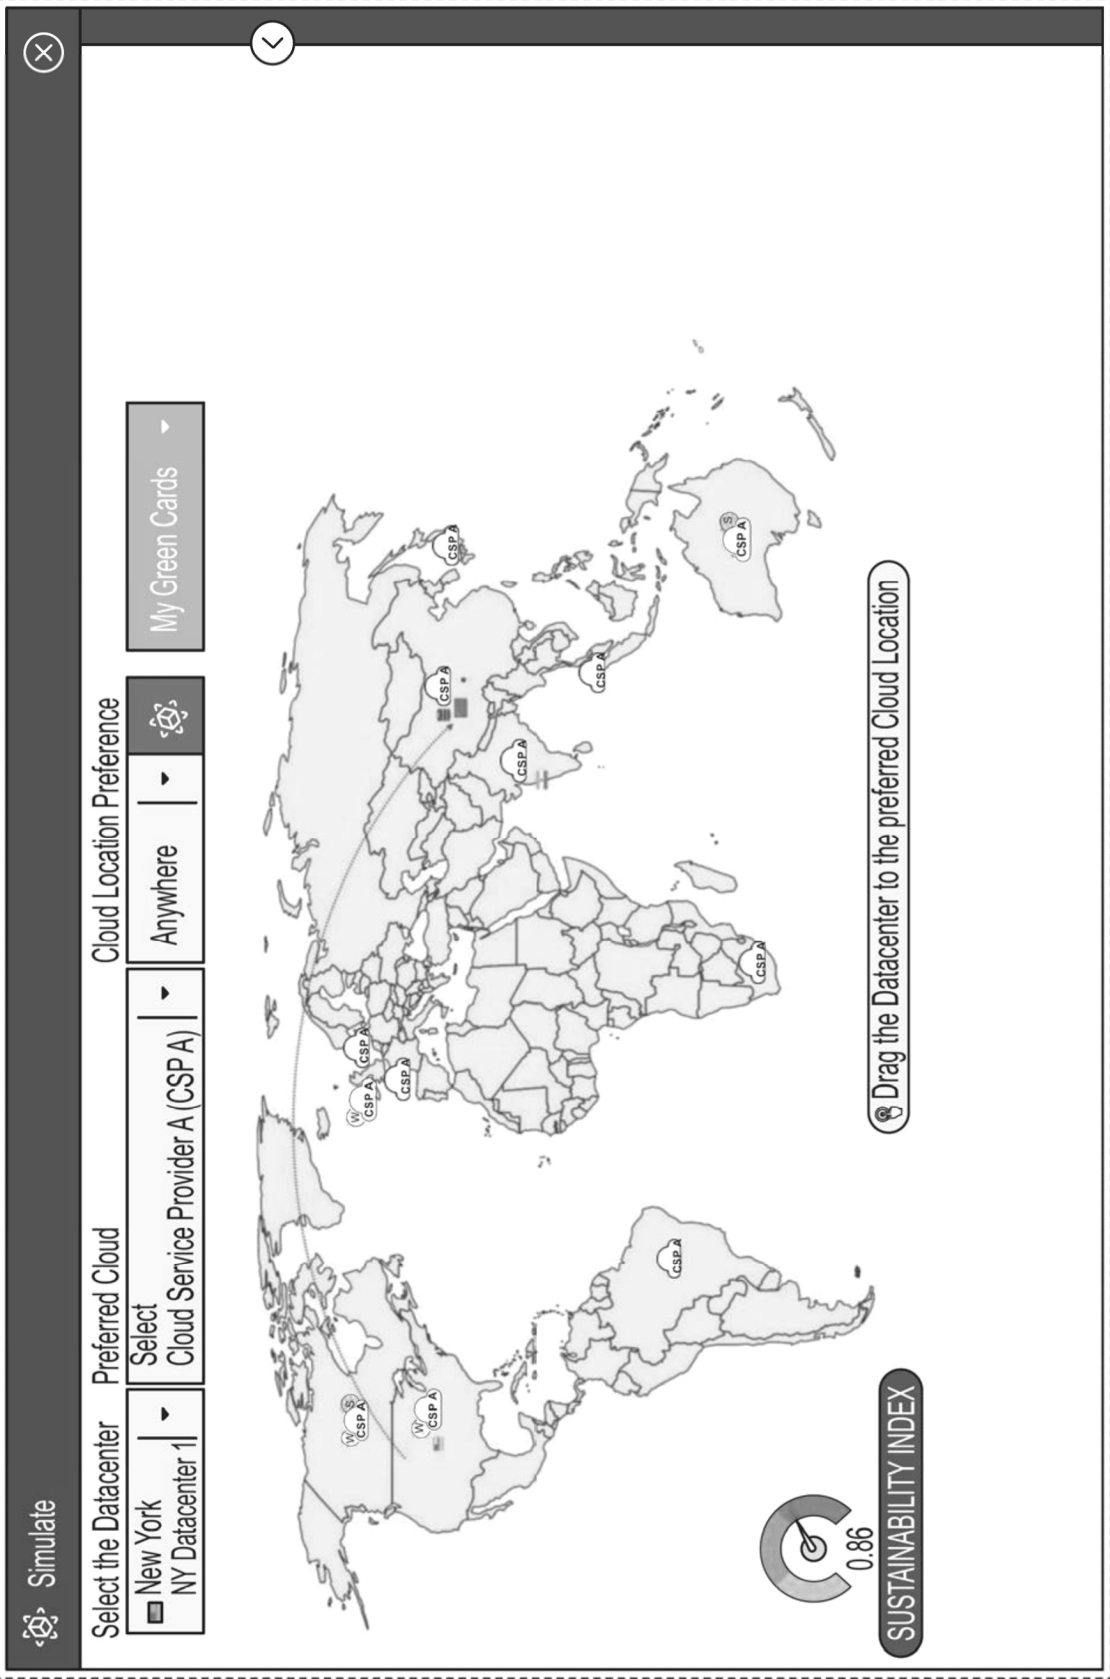 Simulate
Select the Datacenter
Preferred Cloud
Cloud Location Preference
New York
NY Datacenter 1
Select
Cloud Service Provider A (CSP A)
Anywhere
My Green Cards
W
S
CSP A
W
CSP A
CSP A
W
CSP A
CSP A
CSP A
CSP A
CSP A
CSP A
CSP A
CSP A
S
CSP A
0.86
SUSTAINABILITY INDEX
Drag the Datacenter to the preferred Cloud Location